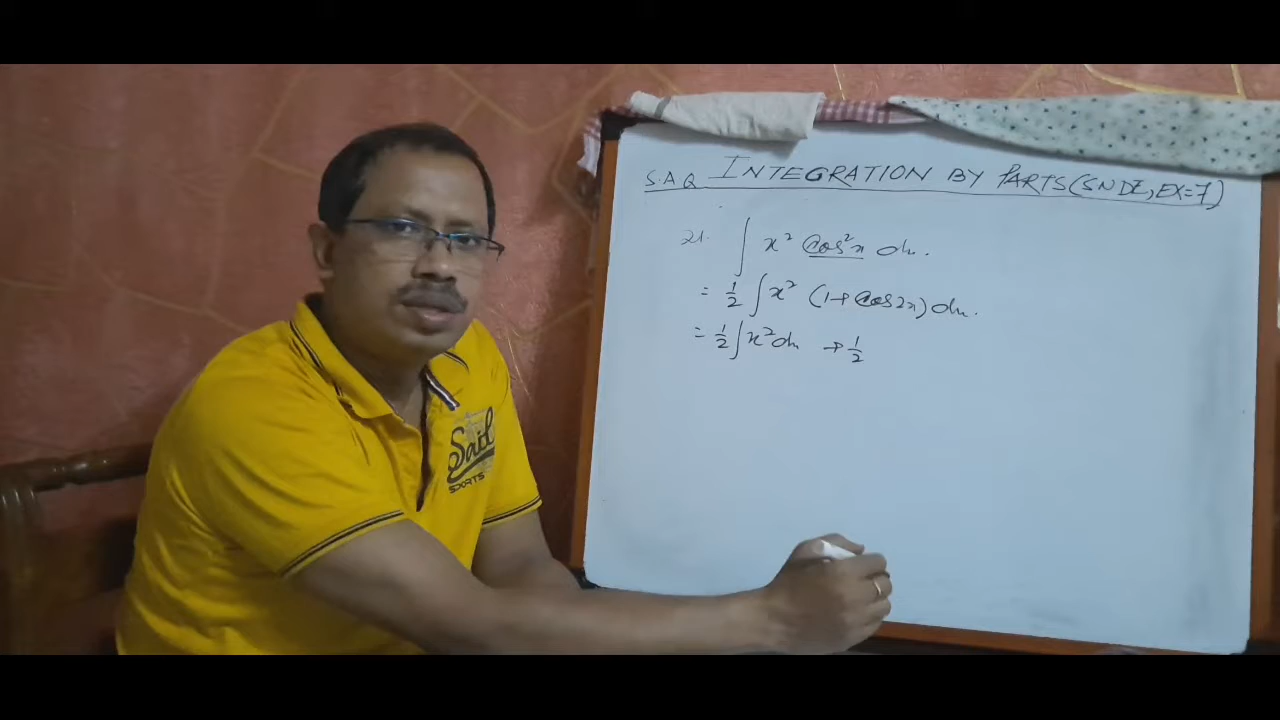 S.A.Q INTEGRATION BY PARTS (S N DE, EX=7)
21. ∫ x² cos²x dx.
= 1/2 ∫ x² (1 + cos2x) dx.
= 1/2 ∫ x² dx + 1/2
Sail
SPORTS